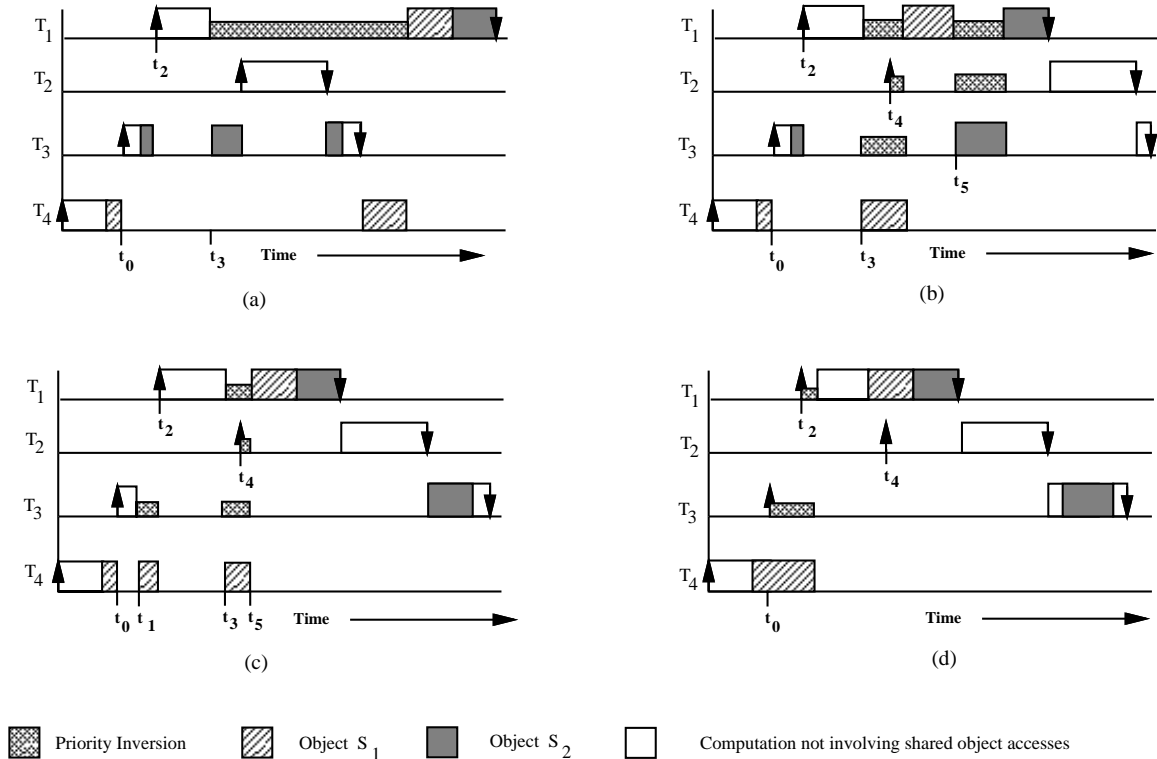 T1
t2
T2
T3
T4
t0
t3
Time
(a)
T1
t2
T2
t4
T3
t5
T4
t0
t3
Time
(b)
T1
t2
T2
t4
T3
T4
t0
t1
t3
t5
Time
(c)
T1
t2
T2
t4
T3
T4
t0
Time
(d)
Priority Inversion
Object S1
Object S2
Computation not involving shared object accesses